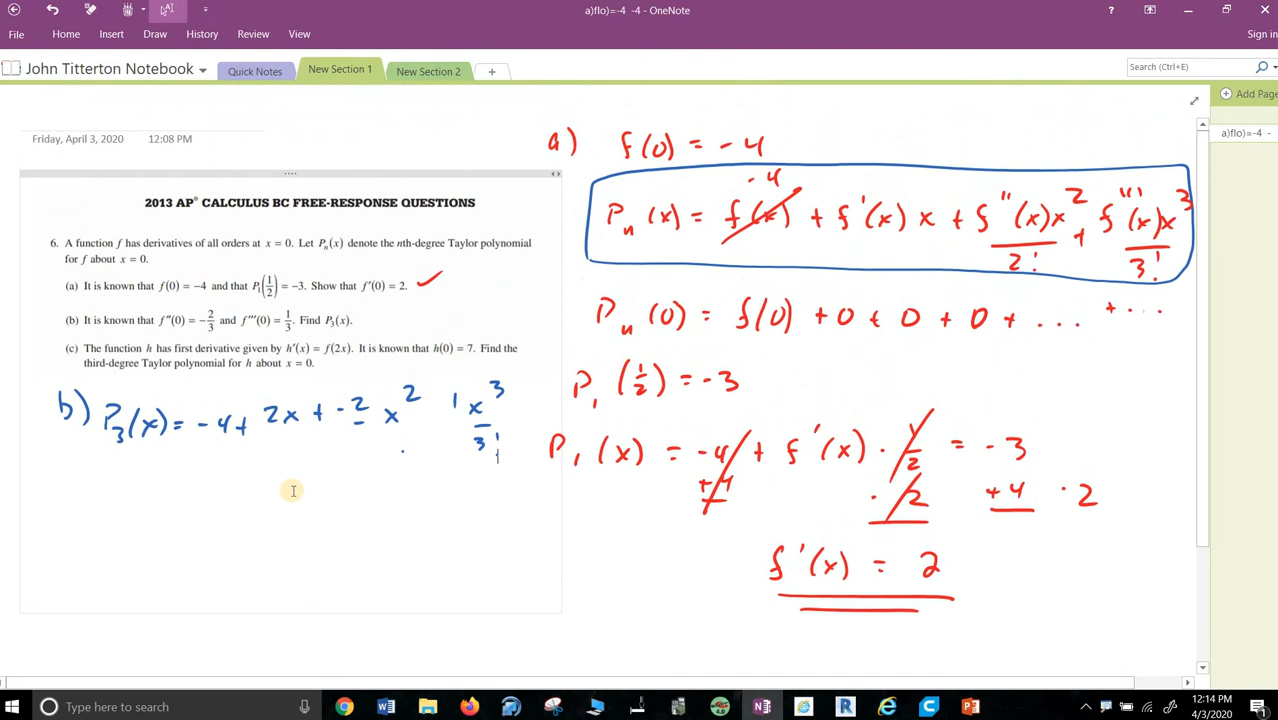 a)f(o)=-4 -4 - OneNote
File Home Insert Draw History Review View
Sign in
John Titterton Notebook
Quick Notes
New Section 1
New Section 2
Search (Ctrl+E)
Add Page
a)f(o)=-4 -
Friday, April 3, 2020 12:08 PM
2013 AP® CALCULUS BC FREE-RESPONSE QUESTIONS
6. A function f has derivatives of all orders at x = 0. Let Pn(x) denote the nth-degree Taylor polynomial
for f about x = 0.
(a) It is known that f(0) = −4 and that P1(1/2) = −3. Show that f'(0) = 2.
(b) It is known that f''(0) = −2/3 and f'''(0) = 1/3. Find P3(x).
(c) The function h has first derivative given by h'(x) = f(2x). It is known that h(0) = 7. Find the
third-degree Taylor polynomial for h about x = 0.
b) P3(x) = -4 + 2x + -2 x^2 1 x^3
3!
a) f(0) = -4
-4
Pn(x) = f(x) + f'(x) x + f''(x)x^2/2! + f'''(x)x^3/3!
Pn(0) = f(0) + 0 + 0 + 0 + ... + ...
P1(1/2) = -3
P1(x) = -4 + f'(x) · 1/2 = -3
+4 · 2 +4 · 2
f'(x) = 2
Type here to search
12:14 PM
4/3/2020